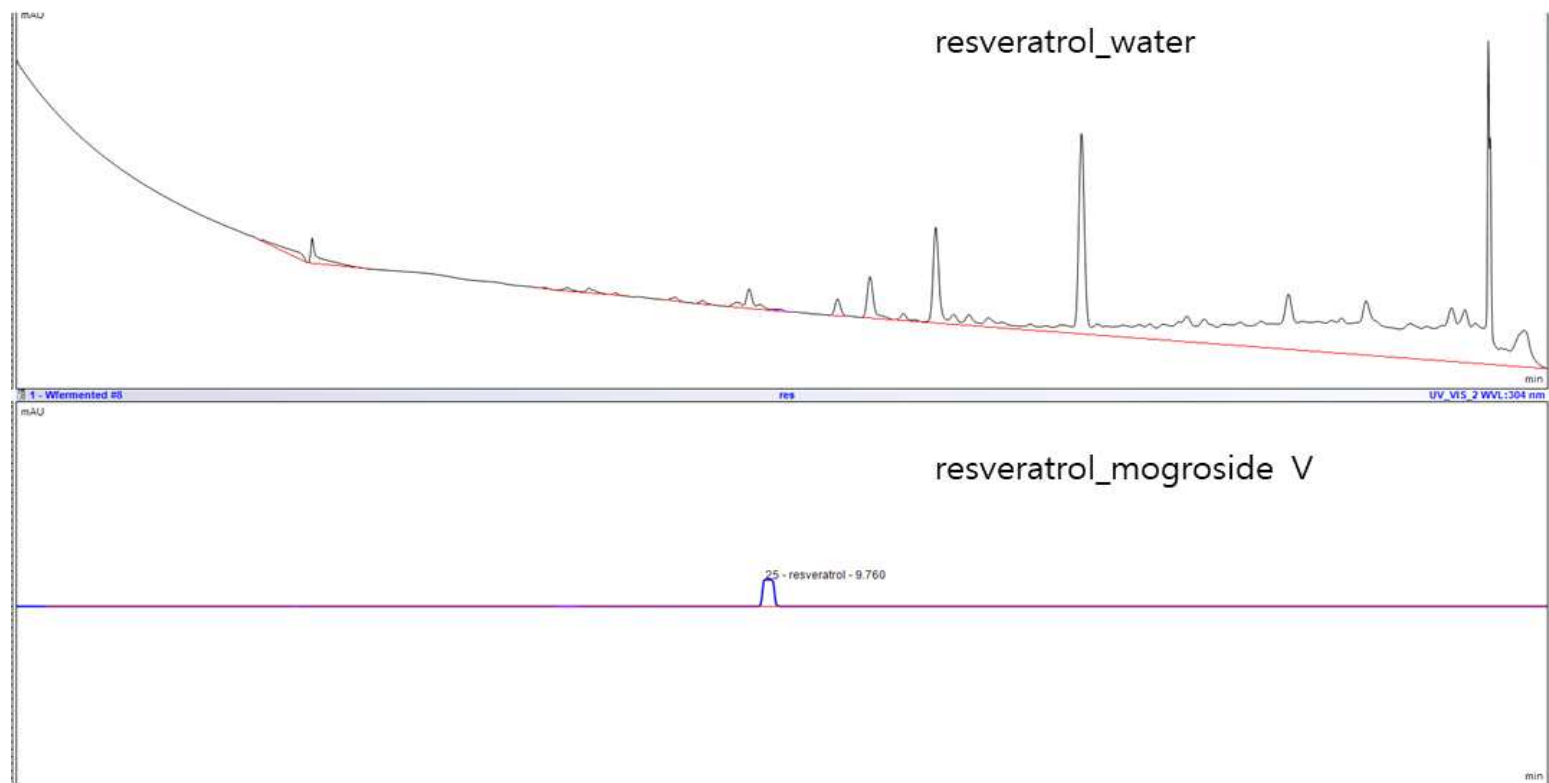 mAU
resveratrol_water
min
1 - Wfermented #8 res UV_VIS_2 WVL:304 nm
mAU
resveratrol_mogroside V
25 - resveratrol - 9.760
min